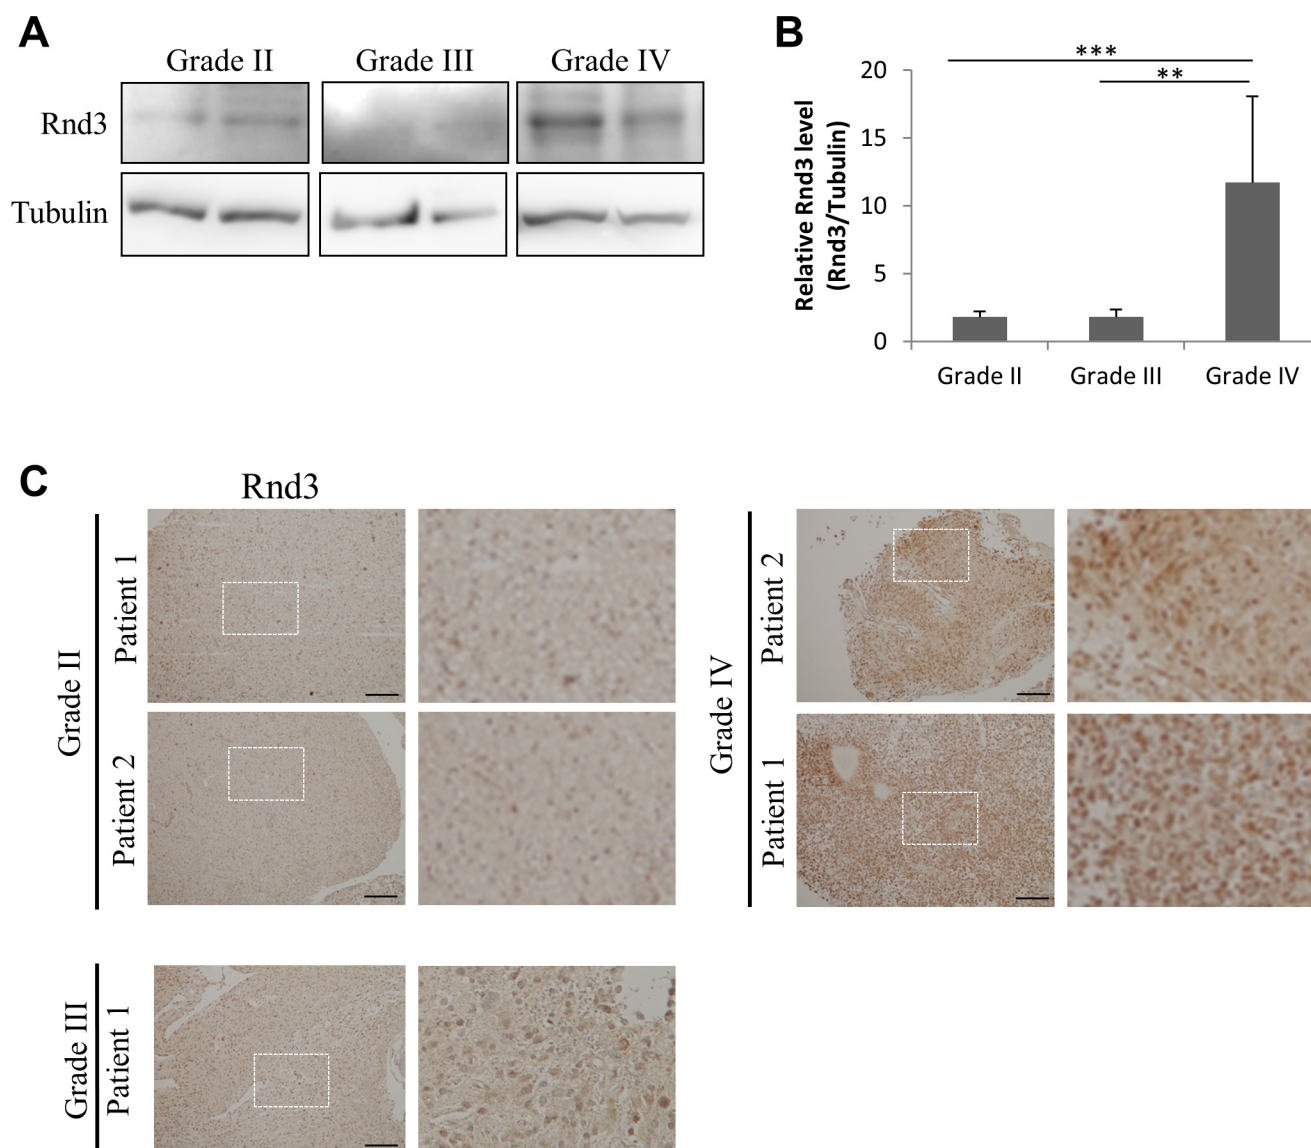 A
Grade II Grade III Grade IV
Rnd3
Tubulin
B
*** 
**
20
15
10
5
0
Relative Rnd3 level
(Rnd3/Tubulin)
Grade II Grade III Grade IV
C
Rnd3
Grade II
Patient 1
Patient 2
Grade IV
Patient 2
Patient 1
Grade III
Patient 1